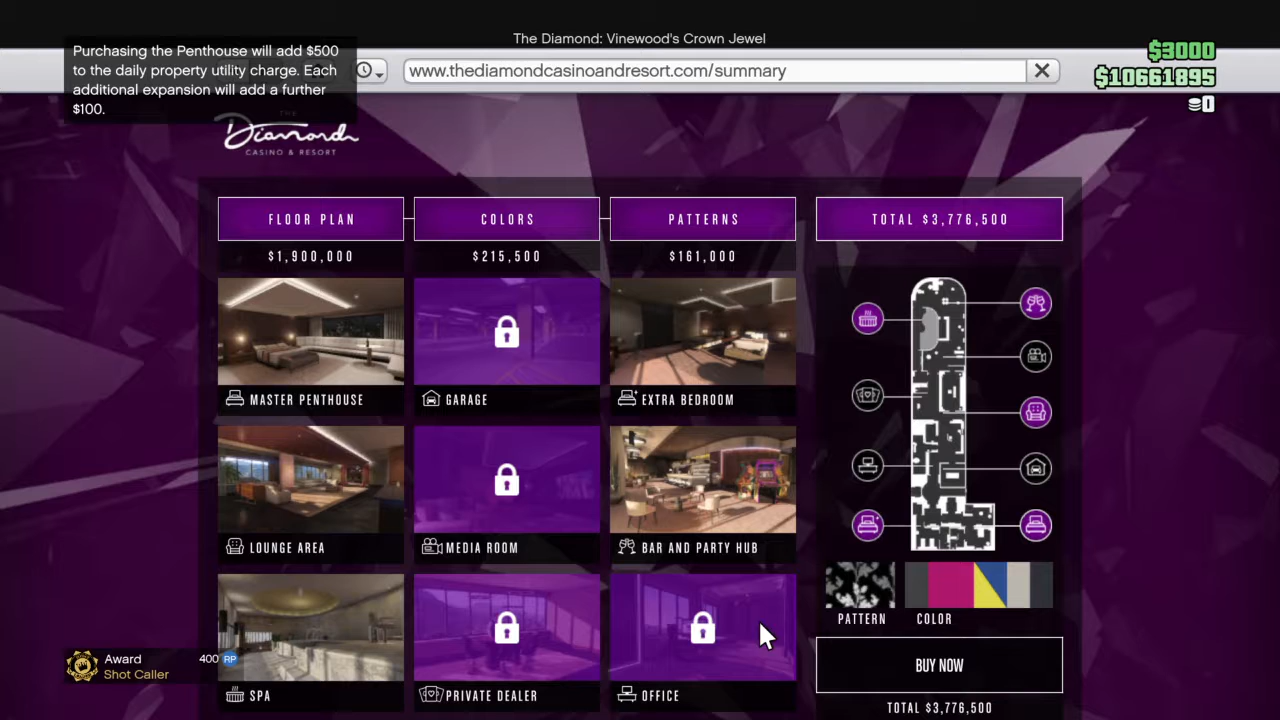 The Diamond: Vinewood's Crown Jewel
Purchasing the Penthouse will add $500
to the daily property utility charge. Each
additional expansion will add a further
$100.
www.thediamondcasinoandresort.com/summary
$3000
$10661895
0
THE
Diamond
CASINO & RESORT
FLOOR PLAN
COLORS
PATTERNS
TOTAL $3,776,500
$1,900,000
$215,500
$161,000
MASTER PENTHOUSE
GARAGE
EXTRA BEDROOM
LOUNGE AREA
MEDIA ROOM
BAR AND PARTY HUB
PATTERN
COLOR
Award
400 RP
Shot Caller
BUY NOW
SPA
PRIVATE DEALER
OFFICE
TOTAL $3,776,500